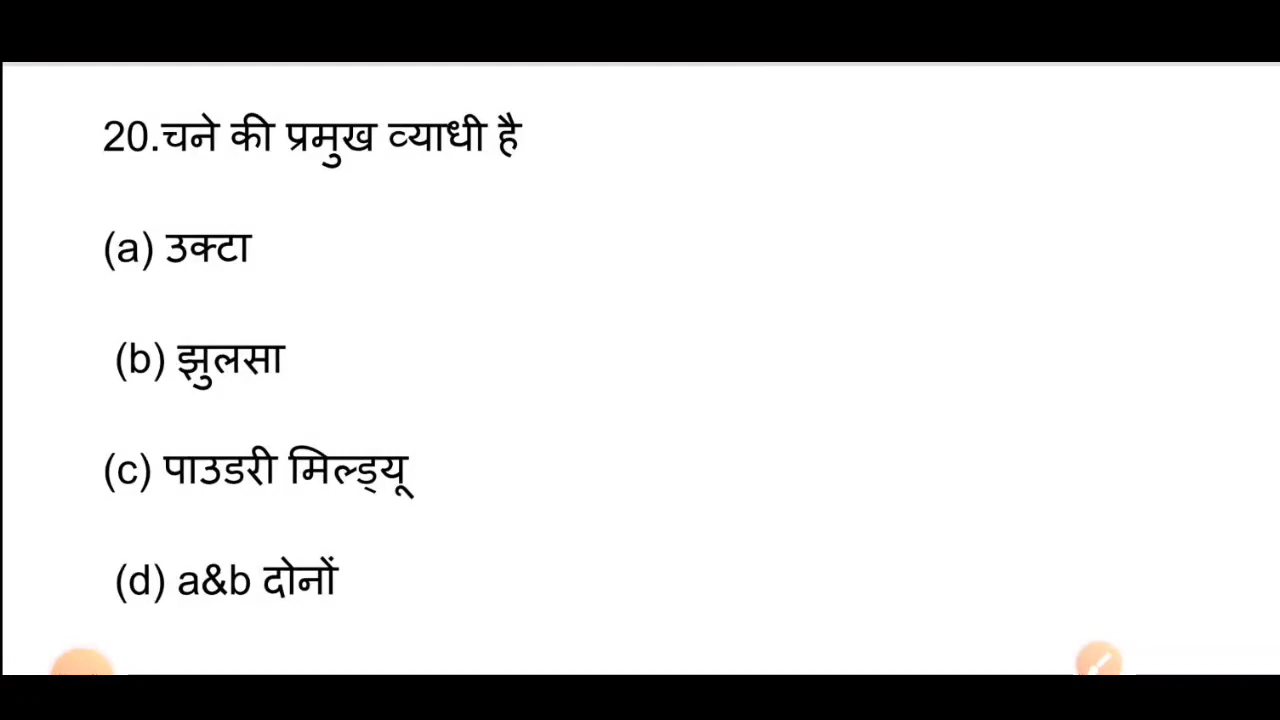 20.चने की प्रमुख व्याधी है
(a) उक्टा
(b) झुलसा
(c) पाउडरी मिल्ड्यू
(d) a&b दोनों